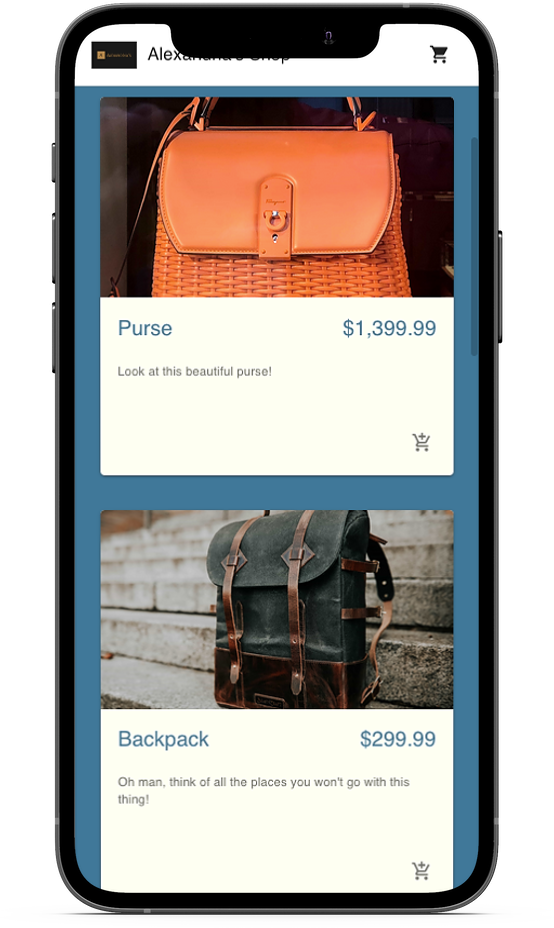 Alexandria's Shop
Purse
$1,399.99
Look at this beautiful purse!
Backpack
$299.99
Oh man, think of all the places you won't go with this
thing!